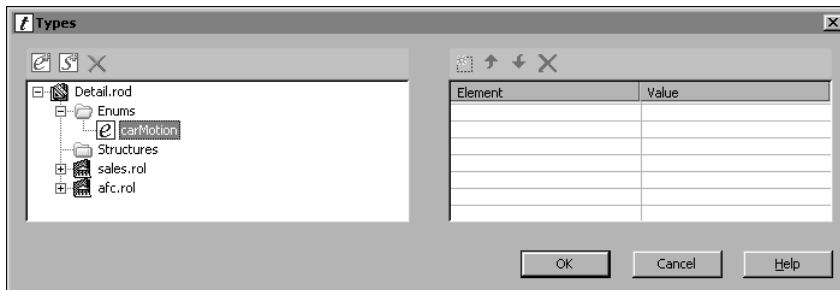 t Types
e s
Detail.rod
Enums
e carMotion
Structures
sales.rol
afc.rol
Element Value
OK Cancel Help